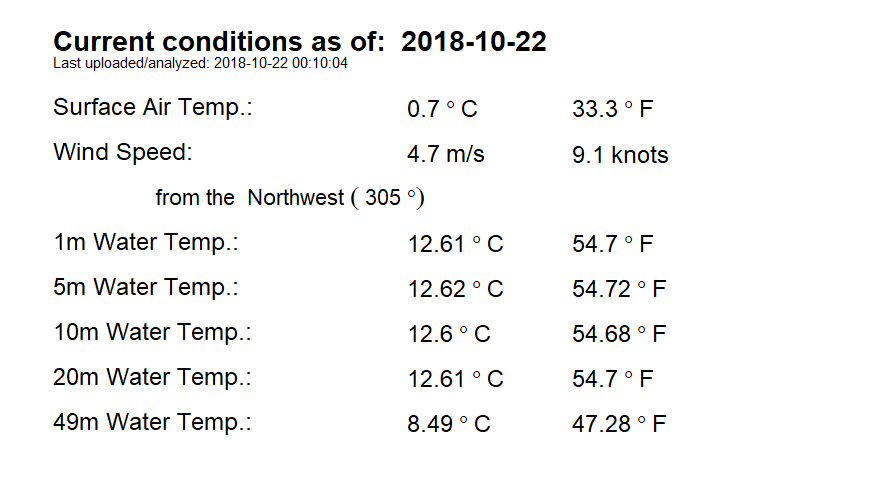 Current conditions as of: 2018-10-22
Last uploaded/analyzed: 2018-10-22 00:10:04
Surface Air Temp.: 0.7 ° C 33.3 ° F
Wind Speed: 4.7 m/s 9.1 knots
from the Northwest ( 305 °)
1m Water Temp.: 12.61 ° C 54.7 ° F
5m Water Temp.: 12.62 ° C 54.72 ° F
10m Water Temp.: 12.6 ° C 54.68 ° F
20m Water Temp.: 12.61 ° C 54.7 ° F
49m Water Temp.: 8.49 ° C 47.28 ° F